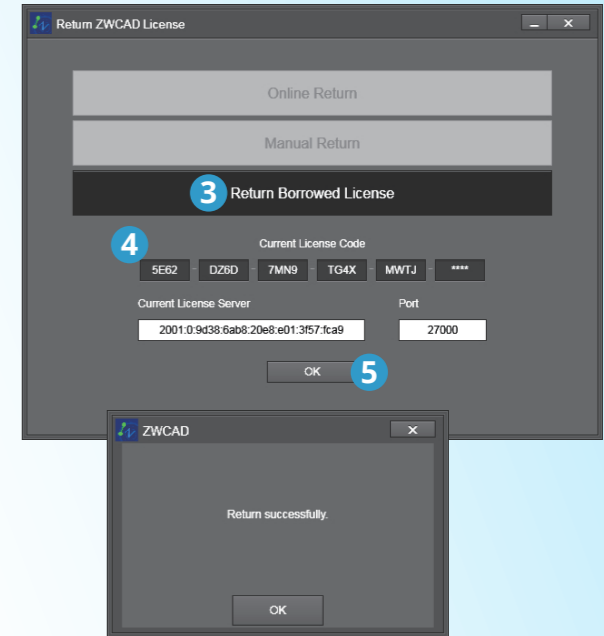 Return ZWCAD License
Online Return
Manual Return
3 Return Borrowed License
4
Current License Code
5E62 - DZ6D - 7MN9 - TG4X - MWTJ - ****
Current License Server Port
2001:0:9d38:6ab8:20e8:e01:3f57:fca9 27000
OK 5
ZWCAD
Return successfully.
OK